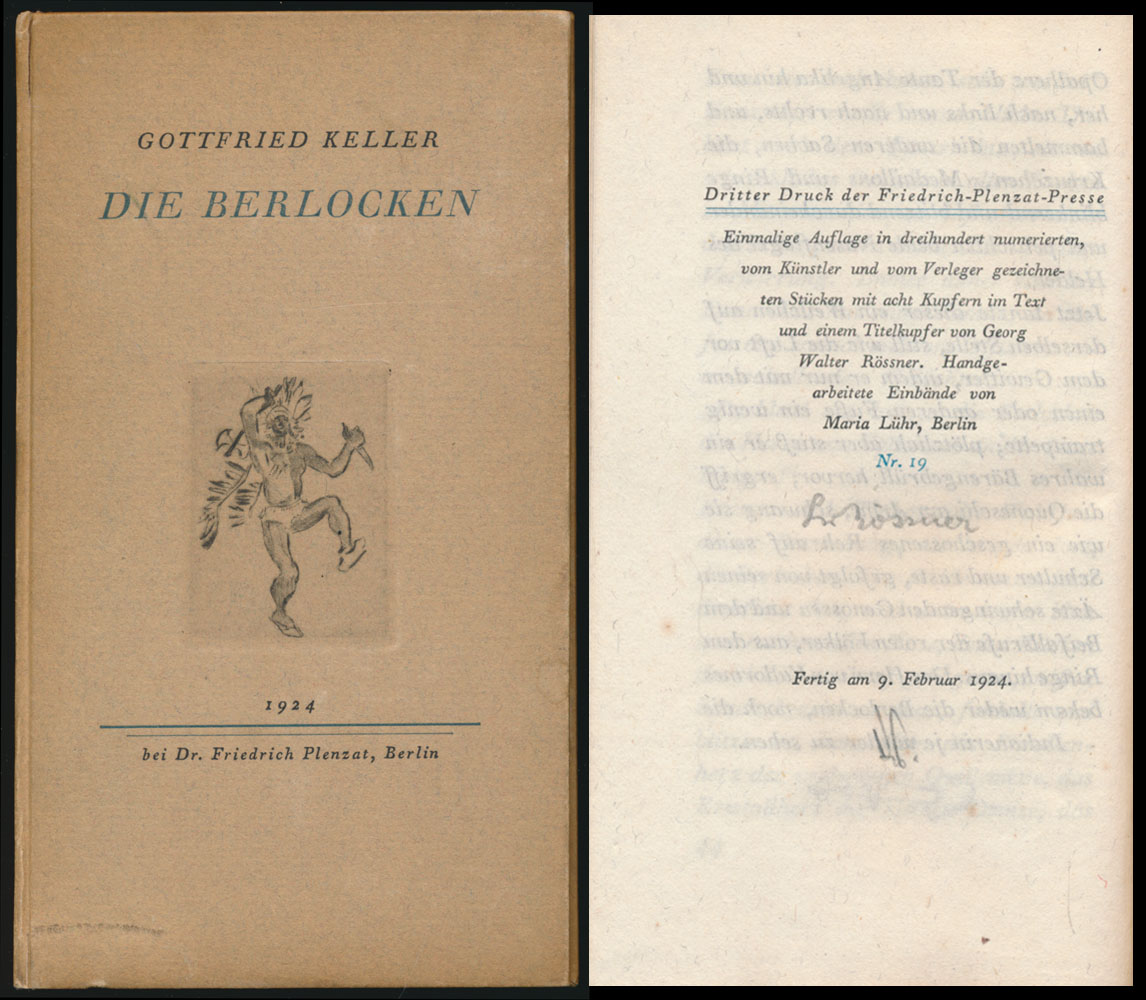 GOTTFRIED KELLER
DIE BERLOCKEN
1924
bei Dr. Friedrich Plenzat, Berlin
Dritter Druck der Friedrich-Plenzat-Presse
Einmalige Auflage in dreihundert numerierten,
vom Künstler und vom Verleger gezeichne-
ten Stücken mit acht Kupfern im Text
und einem Titelkupfer von Georg
Walter Rössner. Handge-
arbeitete Einbände von
Maria Lühr, Berlin
Nr. 19
Rössner
Fertig am 9. Februar 1924.